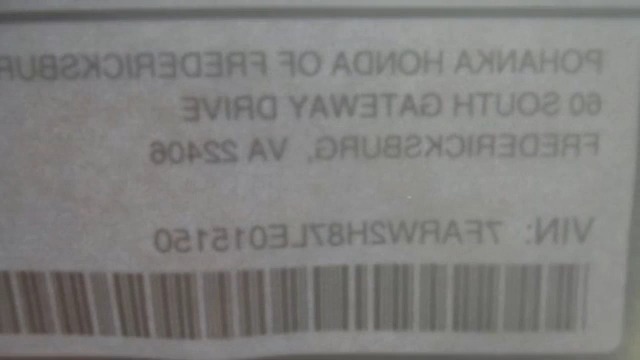 POHANKA HONDA OF FREDERICKSBUR
60 SOUTH GATEWAY DRIVE
FREDERICKSBURG, VA 22406
VIN: 7FARW2H87LE015150